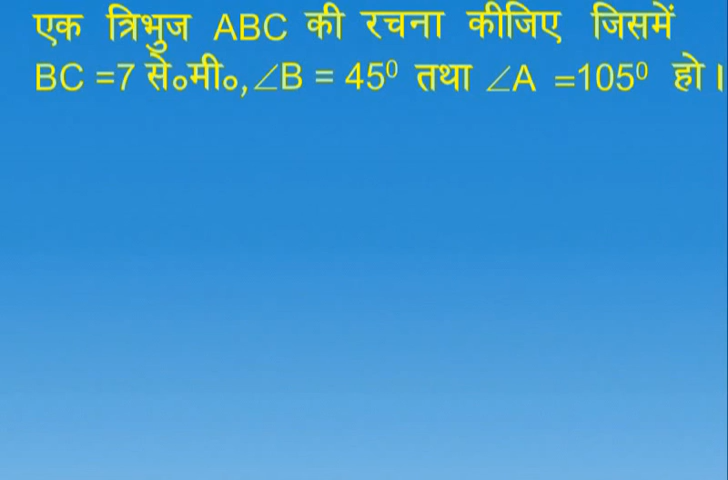 एक त्रिभुज ABC की रचना कीजिए जिसमें
BC =7 से०मी०,∠B = 45⁰ तथा ∠A =105⁰ हो।